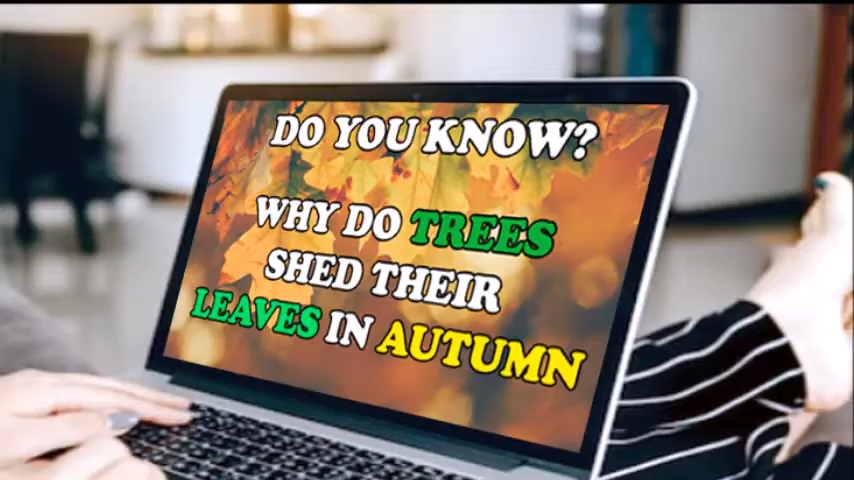 DO YOU KNOW?
WHY DO TREES
SHED THEIR
LEAVES IN AUTUMN